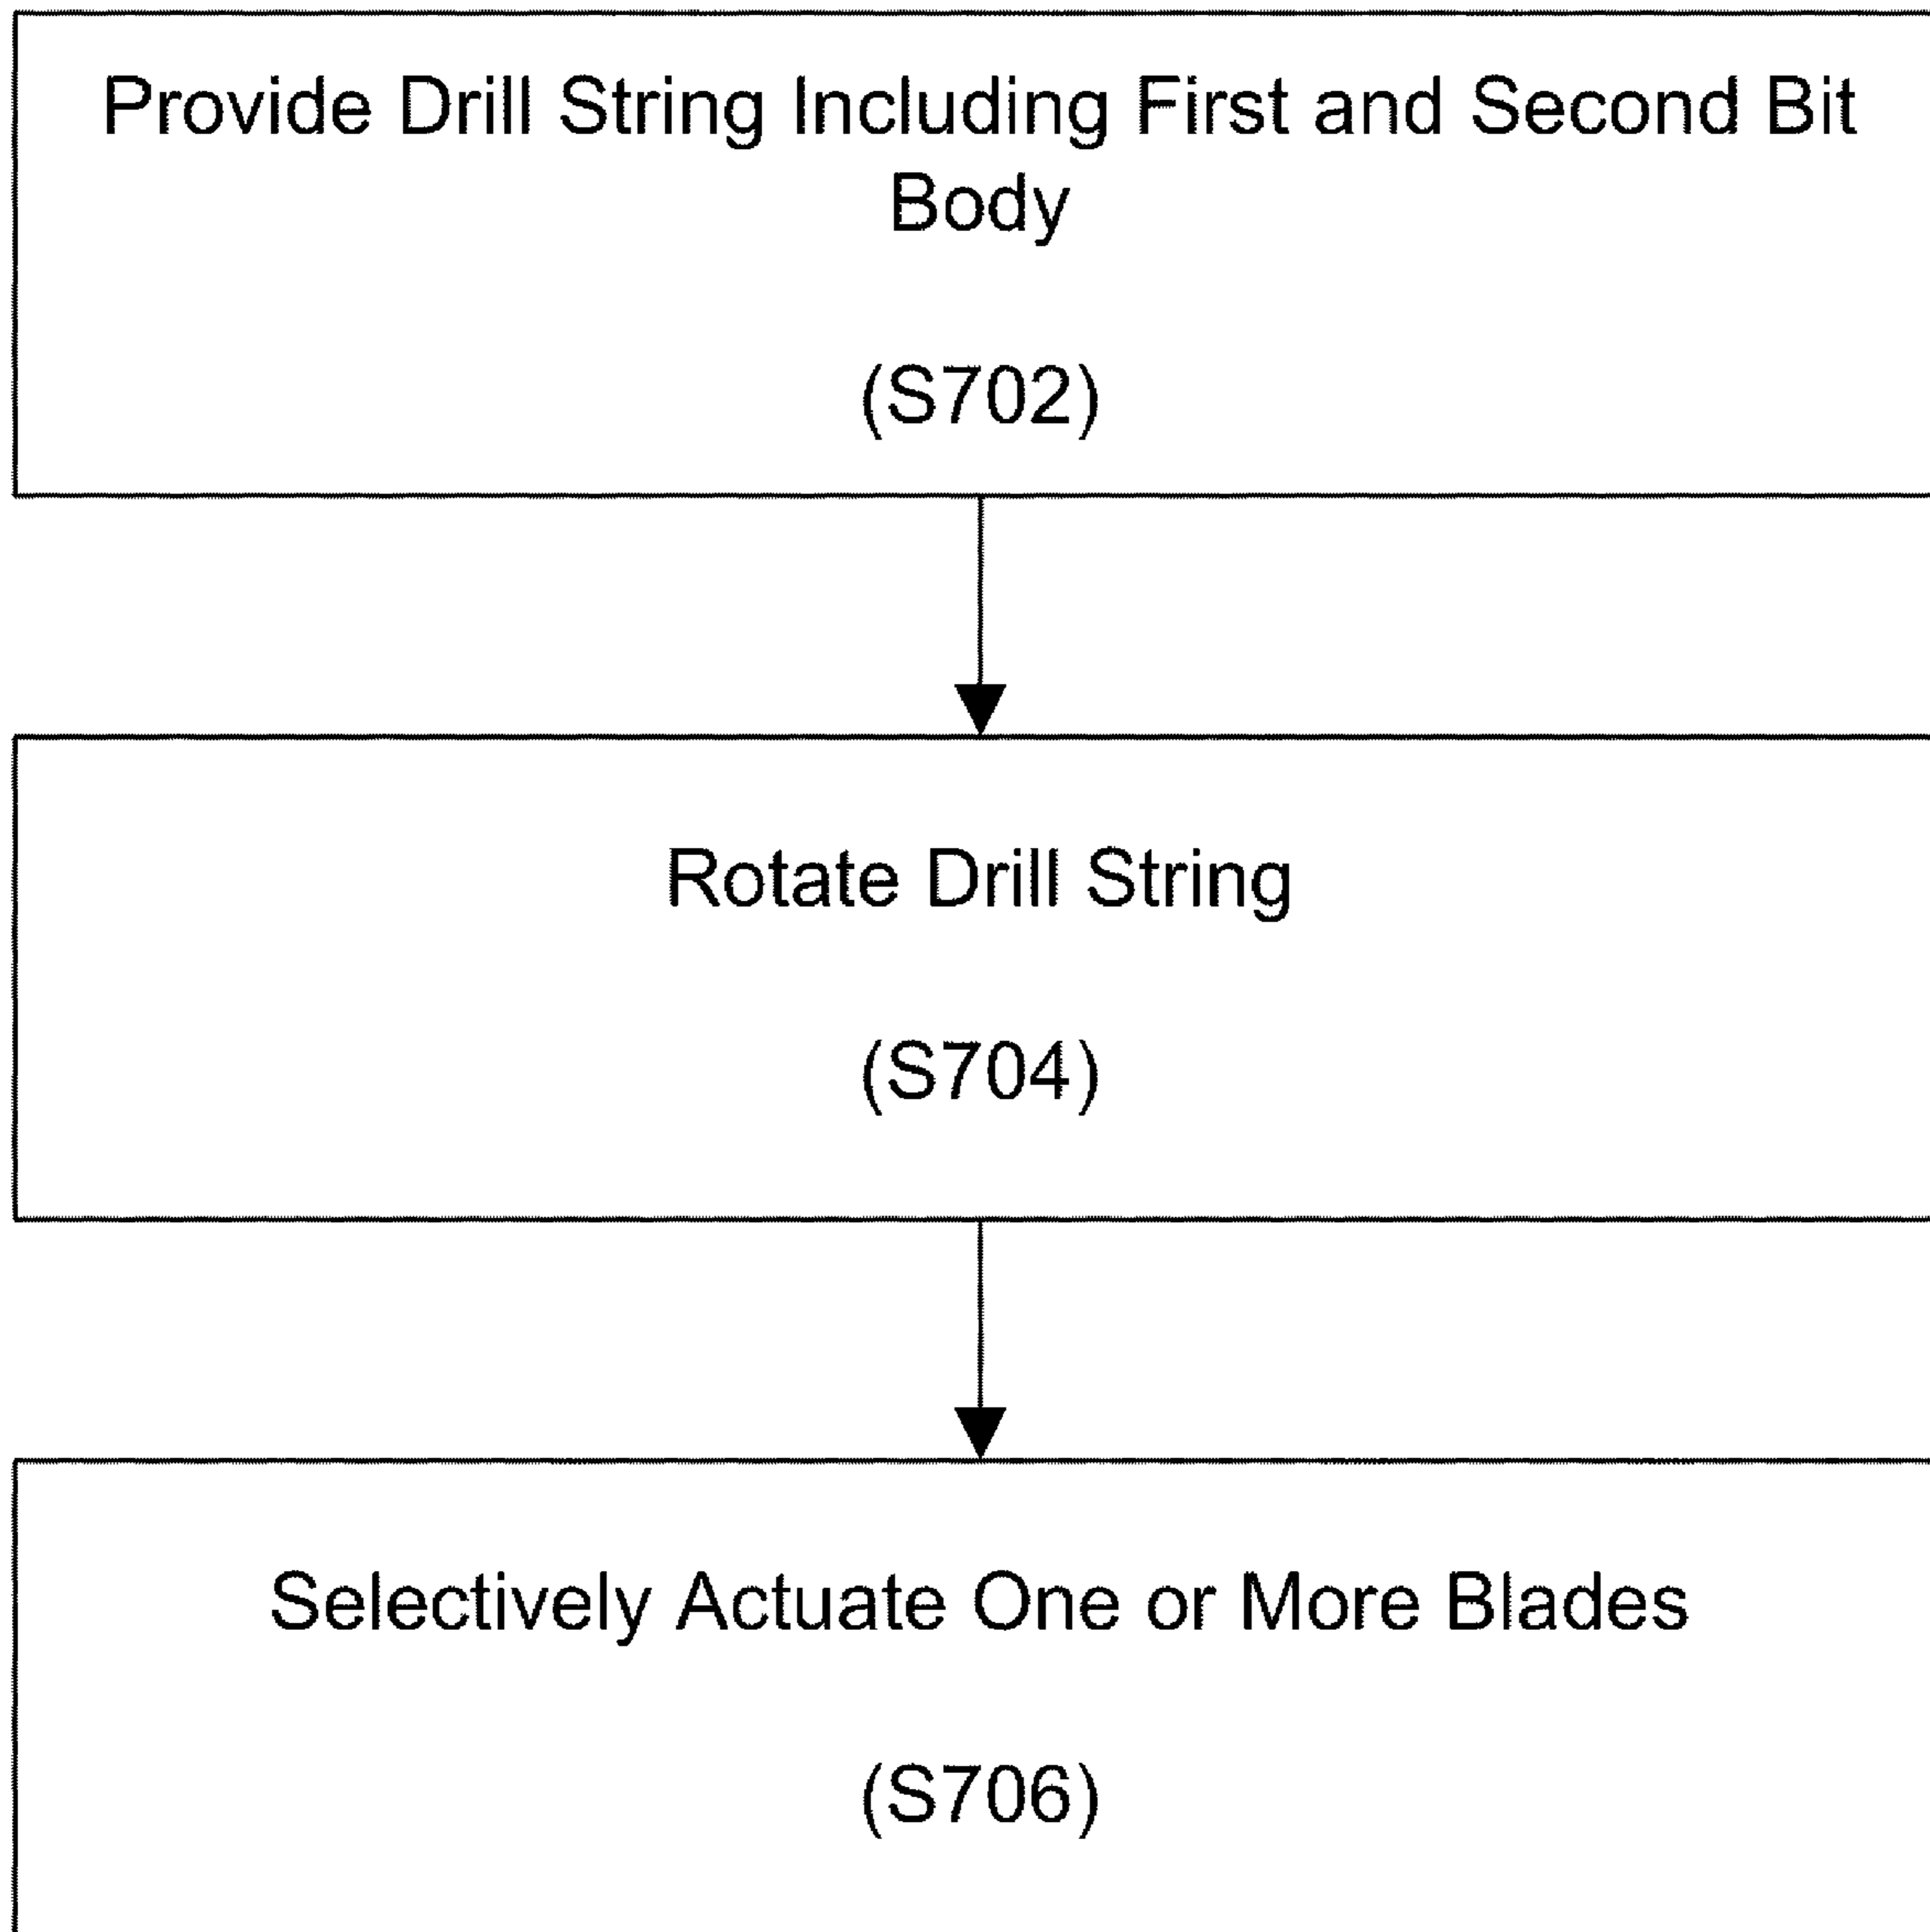 Provide Drill String Including First and Second Bit
Body
(S702)
Rotate Drill String
(S704)
Selectively Actuate One or More Blades
(S706)